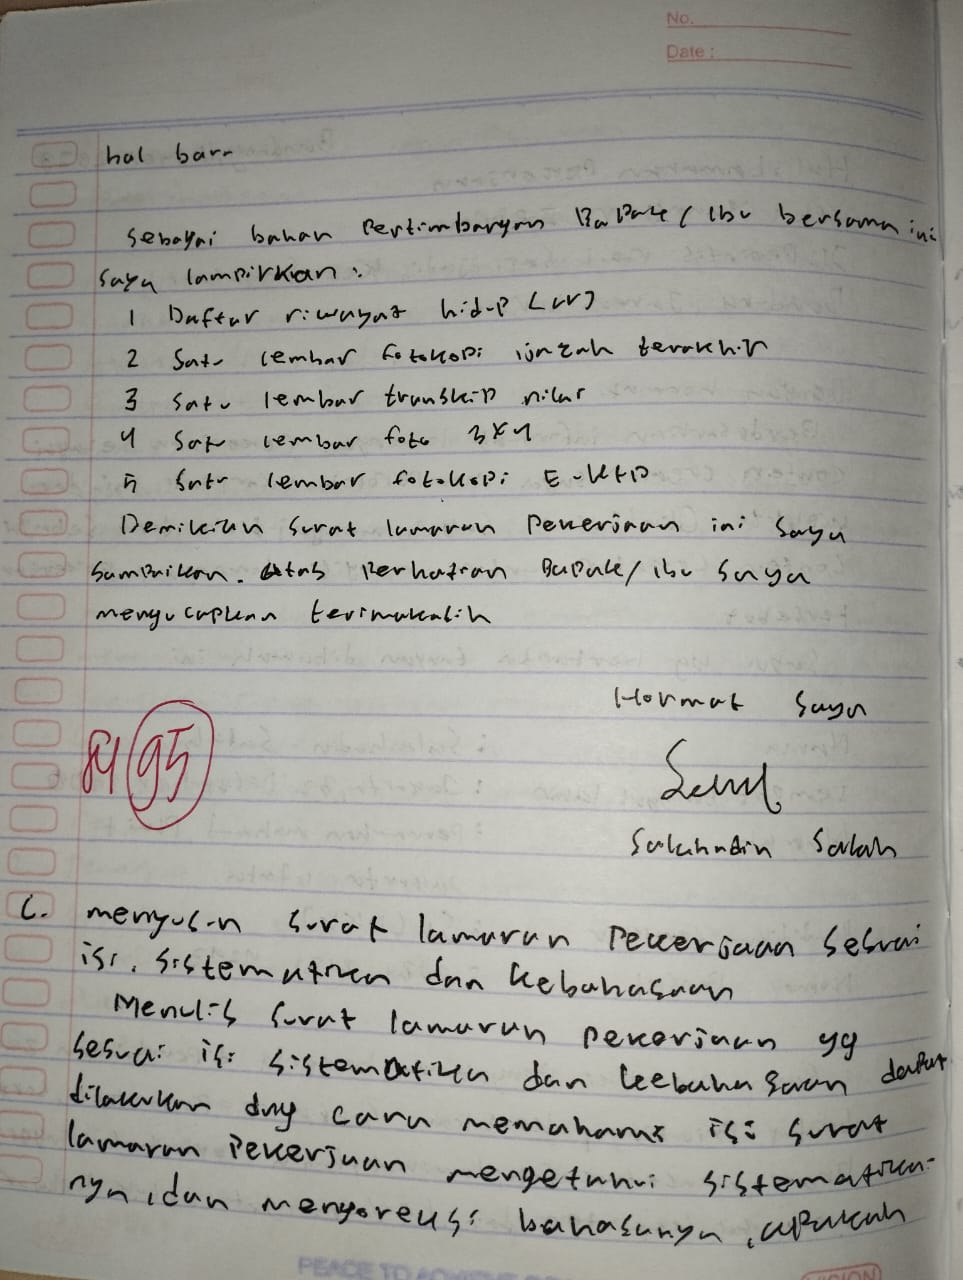 No.
Date :
hal baru
Sebagai bahan Pertimbangan Bapak / Ibu bersama ini
saya lampirkan :
1 Daftar riwayat hidup (cv)
2 Satu lembar fotokopi ijazah terakhir
3 Satu lembar transkip nilai
4 Satu lembar foto 3x4
5 Satu lembar fotokopi E-KTP
Demikian surat lamaran Pekerjaan ini saya
sampaikan. Atas Perhatian Bapak / ibu saya
mengucapkan terimakasih
Hormat saya
84 95
Salahudin Salah
C. menyusun surat lamaran Pekerjaan sesuai
isi, sistematika dan kebahasaan
Menulis surat lamaran pekerjaan yg
sesuai isi sistematika dan kebahasaan dapat
dilakukan dng cara memahami isi surat
lamaran Pekerjaan mengetahui sistematika-
nya, dan mengoreksi bahasanya, apakah
PEACE TO
VISION